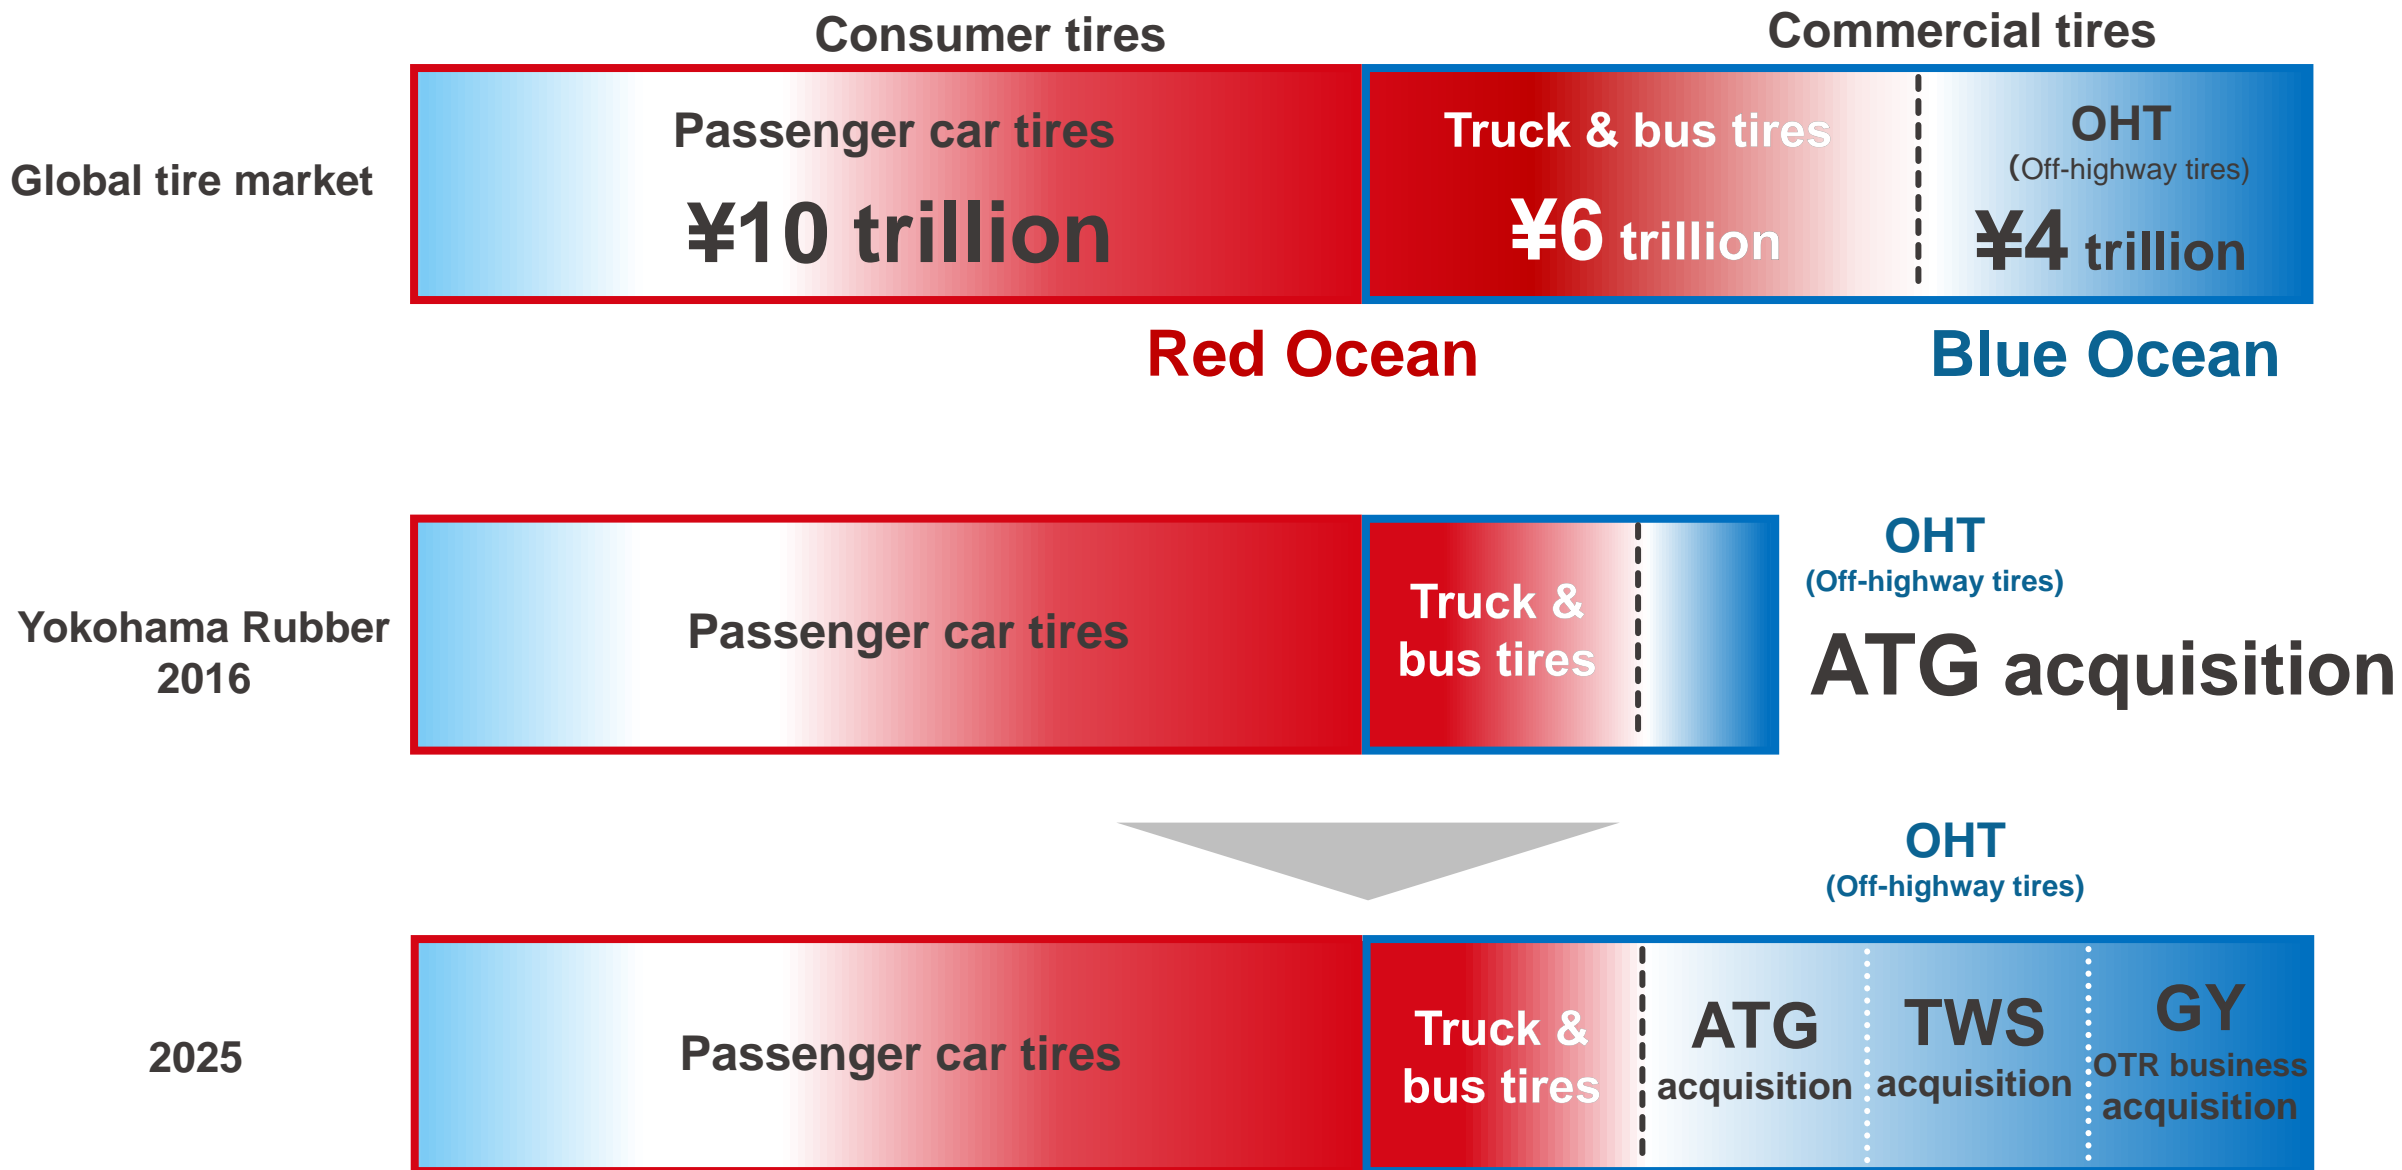 Consumer tires
Commercial tires
Global tire market
Passenger car tires
¥10 trillion
Truck & bus tires
¥6 trillion
OHT
(Off-highway tires)
¥4 trillion
Red Ocean
Blue Ocean
Yokohama Rubber
2016
Passenger car tires
Truck &
bus tires
OHT
(Off-highway tires)
ATG acquisition
OHT
(Off-highway tires)
2025
Passenger car tires
Truck &
bus tires
ATG
acquisition
TWS
acquisition
GY
OTR business
acquisition